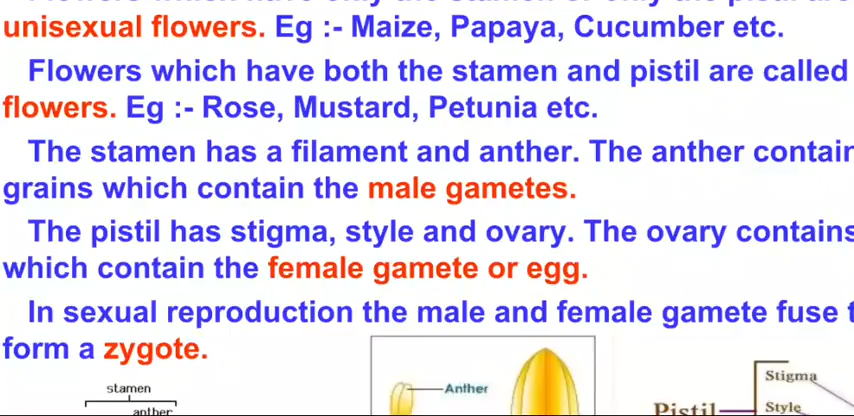 unisexual flowers. Eg :- Maize, Papaya, Cucumber etc.
Flowers which have both the stamen and pistil are called
flowers. Eg :- Rose, Mustard, Petunia etc.
The stamen has a filament and anther. The anther contain
grains which contain the male gametes.
The pistil has stigma, style and ovary. The ovary contains
which contain the female gamete or egg.
In sexual reproduction the male and female gamete fuse t
form a zygote.
stamen
anther
Anther
Stigma
Pistil
Style